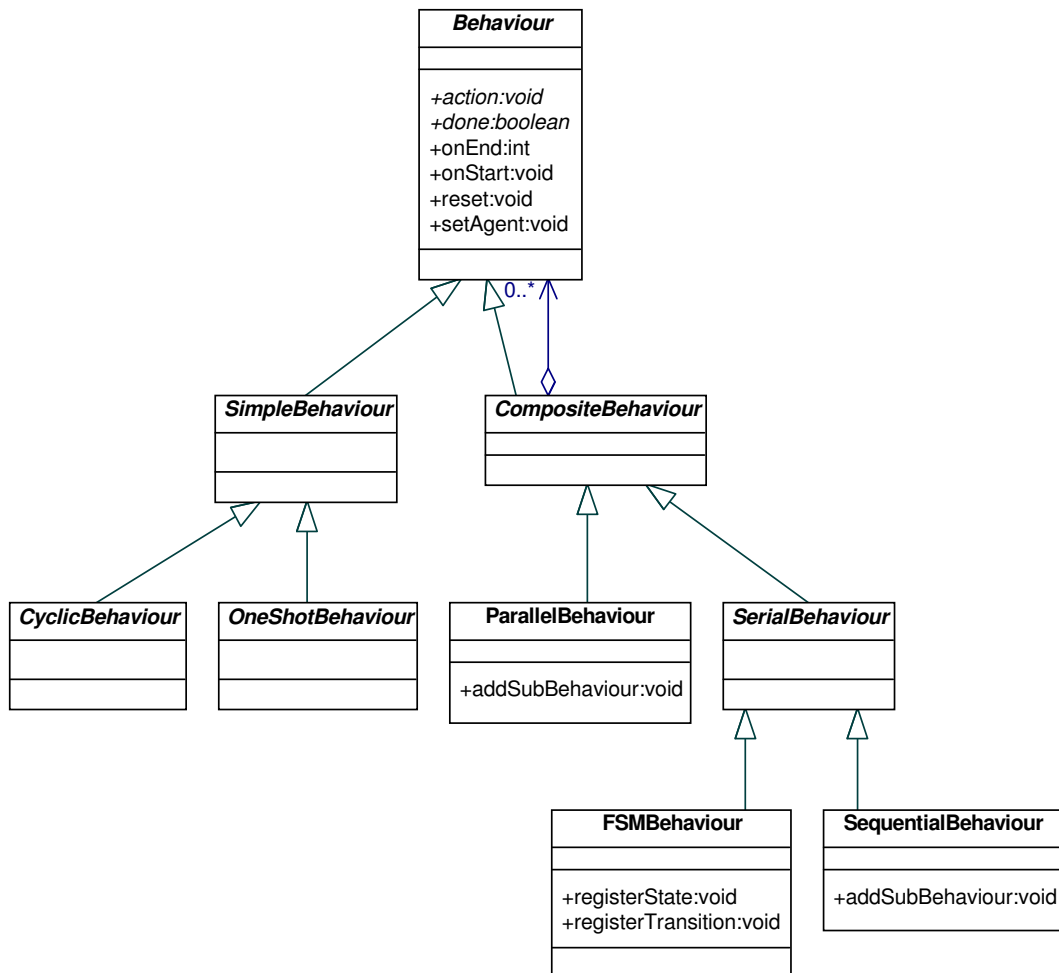 Behaviour
+action:void
+done:boolean
+onEnd:int
+onStart:void
+reset:void
+setAgent:void
0..*
SimpleBehaviour
CompositeBehaviour
CyclicBehaviour
OneShotBehaviour
ParallelBehaviour
+addSubBehaviour:void
SerialBehaviour
FSMBehaviour
+registerState:void
+registerTransition:void
SequentialBehaviour
+addSubBehaviour:void